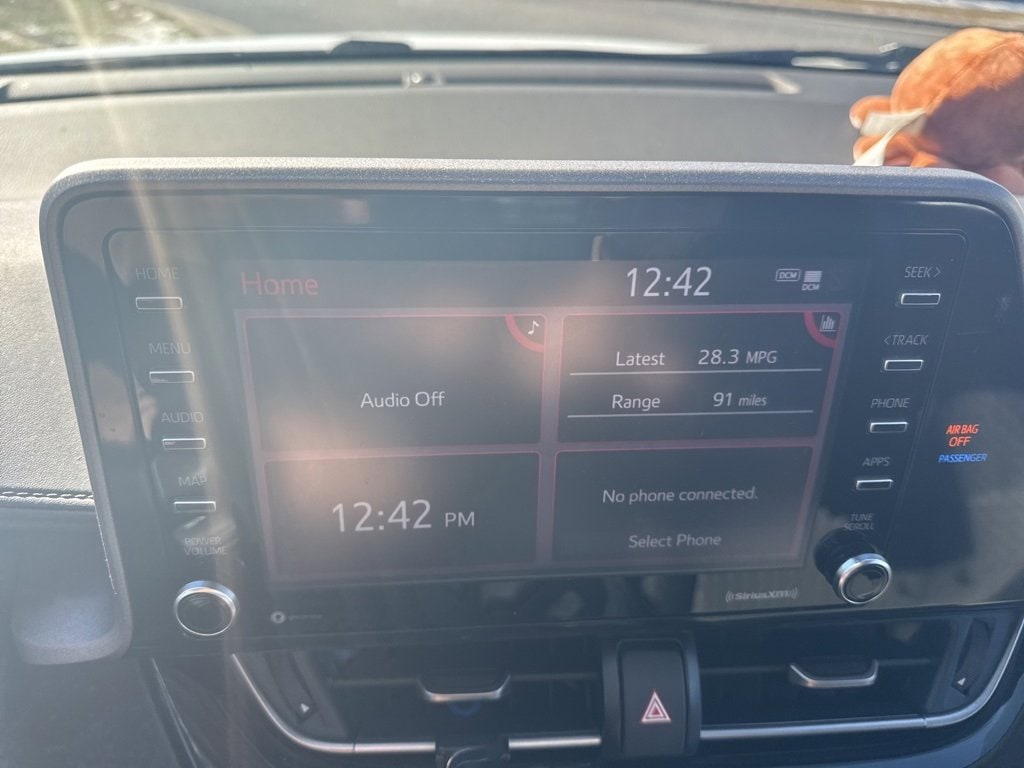 HOME
MENU
AUDIO
MAP
POWER
VOLUME
Home
12:42
DCM
DCM
Audio Off
Latest 28.3 MPG
Range 91 miles
12:42 PM
No phone connected.
Select Phone
((SiriusXM))
SEEK >
< TRACK
PHONE
APPS
TUNE
SCROLL
AIR BAG
OFF
PASSENGER